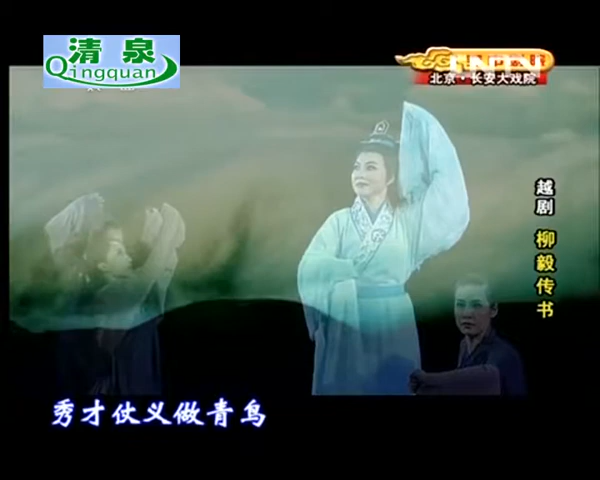 清泉
Qingquan
CNTV
北京·长安大戏院
越剧 柳毅传书
秀才仗义做青鸟